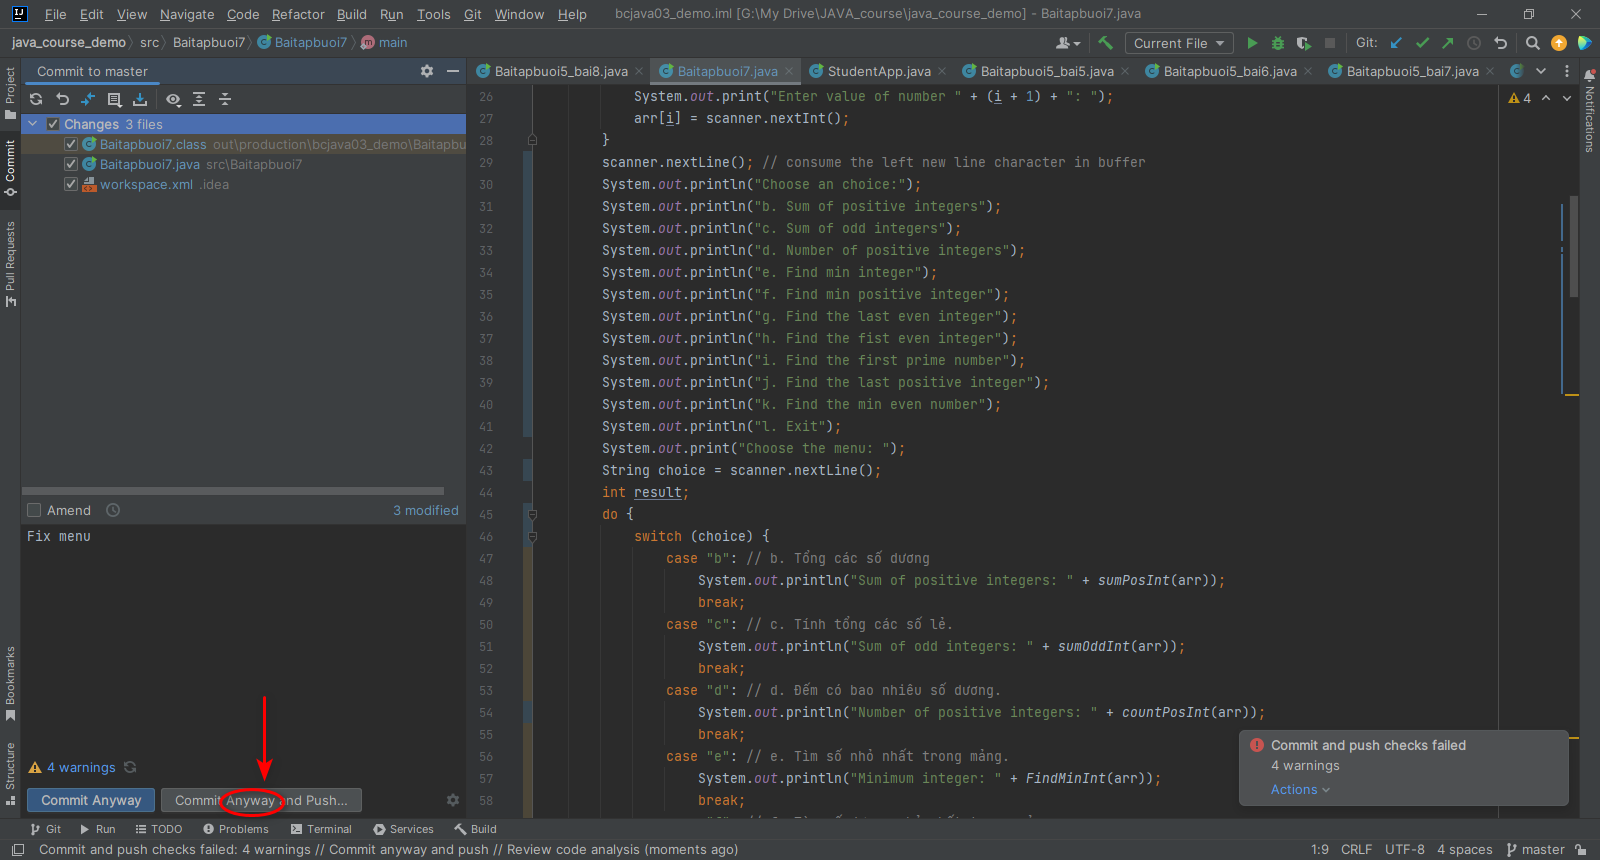 File Edit View Navigate Code Refactor Build Run Tools Git Window Help bcjava03_demo.iml [G:\My Drive\JAVA_course\java_course_demo] - Baitapbuoi7.java
java_course_demo src Baitapbuoi7 Baitapbuoi7 main Current File Git:
Project
Commit
Pull Requests
Bookmarks
Structure
Commit to master
Changes 3 files
Baitapbuoi7.class out\production\bcjava03_demo\Baitapbu
Baitapbuoi7.java src\Baitapbuoi7
workspace.xml .idea
Amend 3 modified
Fix menu
4 warnings
Commit Anyway Commit Anyway and Push...
Baitapbuoi5_bai8.java Baitapbuoi7.java StudentApp.java Baitapbuoi5_bai5.java Baitapbuoi5_bai6.java Baitapbuoi5_bai7.java
4
26 System.out.print("Enter value of number " + (i + 1) + ": ");
27 arr[i] = scanner.nextInt();
28 }
29 scanner.nextLine(); // consume the left new line character in buffer
30 System.out.println("Choose an choice:");
31 System.out.println("b. Sum of positive integers");
32 System.out.println("c. Sum of odd integers");
33 System.out.println("d. Number of positive integers");
34 System.out.println("e. Find min integer");
35 System.out.println("f. Find min positive integer");
36 System.out.println("g. Find the last even integer");
37 System.out.println("h. Find the fist even integer");
38 System.out.println("i. Find the first prime number");
39 System.out.println("j. Find the last positive integer");
40 System.out.println("k. Find the min even number");
41 System.out.println("l. Exit");
42 System.out.print("Choose the menu: ");
43 String choice = scanner.nextLine();
44 int result;
45 do {
46 switch (choice) {
47 case "b": // b. Tổng các số dương
48 System.out.println("Sum of positive integers: " + sumPosInt(arr));
49 break;
50 case "c": // c. Tính tổng các số lẻ.
51 System.out.println("Sum of odd integers: " + sumOddInt(arr));
52 break;
53 case "d": // d. Đếm có bao nhiêu số dương.
54 System.out.println("Number of positive integers: " + countPosInt(arr));
55 break;
56 case "e": // e. Tìm số nhỏ nhất trong mảng.
57 System.out.println("Minimum integer: " + FindMinInt(arr));
58 break;
Notifications
Commit and push checks failed
4 warnings
Actions
Git Run TODO Problems Terminal Services Build
Commit and push checks failed: 4 warnings // Commit anyway and push // Review code analysis (moments ago) 1:9 CRLF UTF-8 4 spaces master